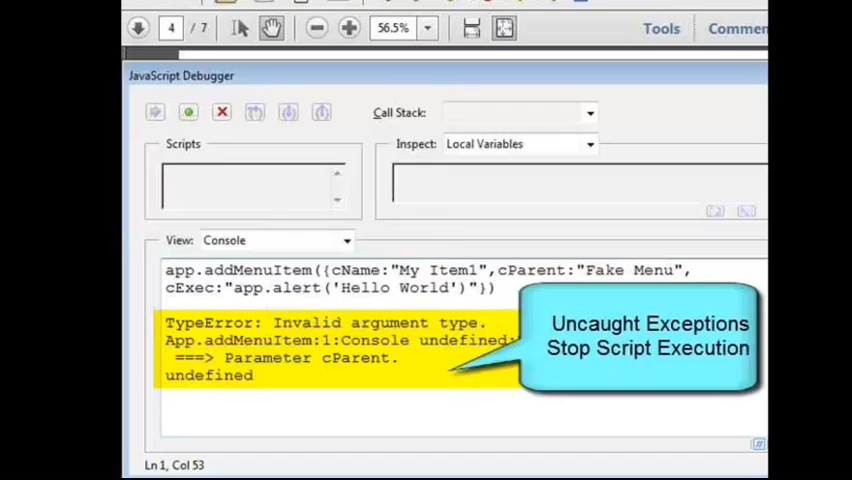 4 / 7
56.5%
Tools
Commen
JavaScript Debugger
Call Stack:
Scripts
Inspect: Local Variables
View: Console
app.addMenuItem({cName:"My Item1",cParent:"Fake Menu",
cExec:"app.alert('Hello World')"})
TypeError: Invalid argument type.
App.addMenuItem:1:Console undefined:
===> Parameter cParent.
undefined
Uncaught Exceptions
Stop Script Execution
Ln 1, Col 53